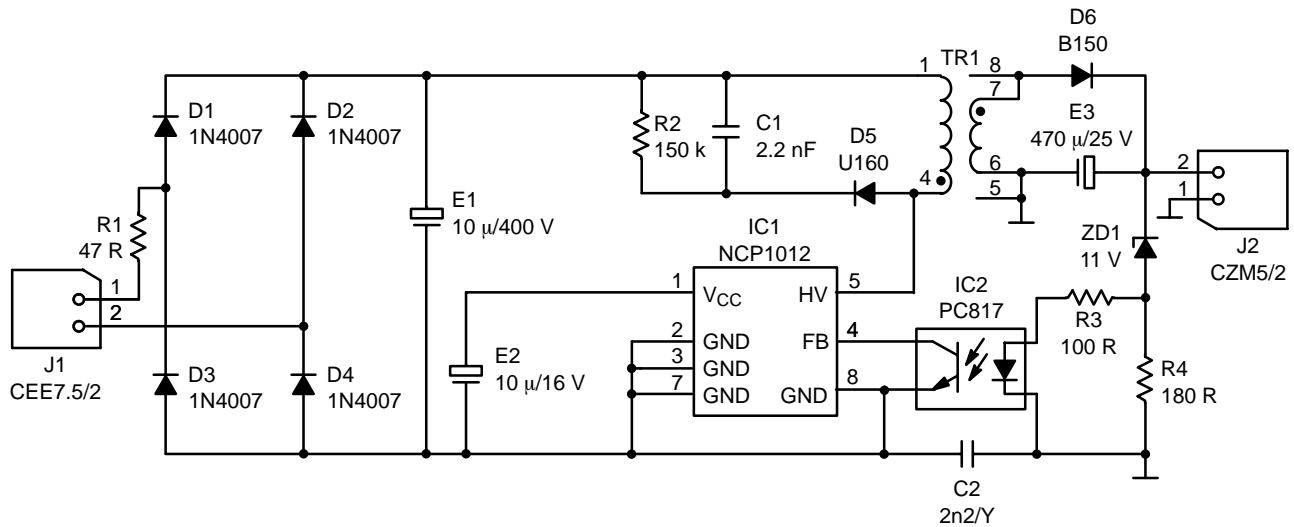 D6
B150
TR1
1
8
7
D1
1N4007
D2
1N4007
R2
150 k
C1
2.2 nF
D5
U160
E3
470 μ/25 V
4
6
5
2
1
R1
47 R
E1
10 μ/400 V
IC1
NCP1012
ZD1
11 V
J2
CZM5/2
1
2
J1
CEE7.5/2
1
VCC
HV
5
IC2
PC817
R3
100 R
2
GND
FB
4
3
GND
7
GND
GND
8
E2
10 μ/16 V
D3
1N4007
D4
1N4007
R4
180 R
C2
2n2/Y